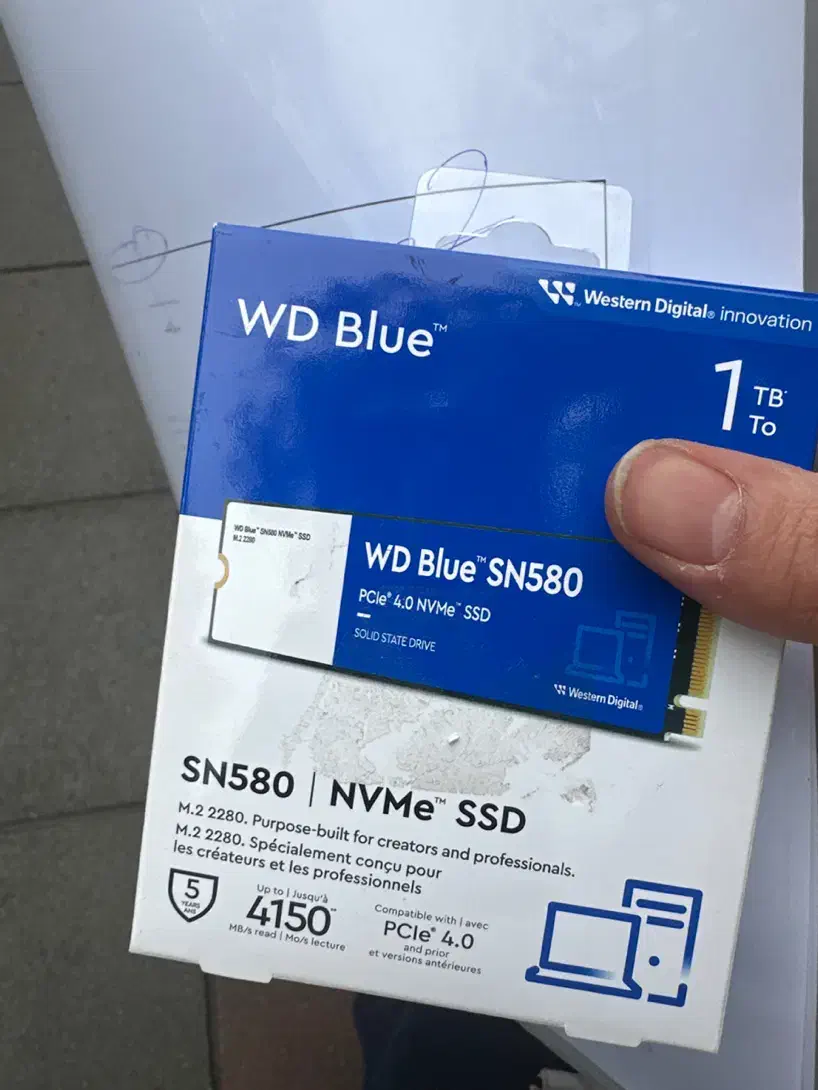 Western Digital® innovation
WD Blue™
1 TB*
To
WD Blue™ SN580 NVMe™ SSD
M.2 2280
WD Blue™ SN580
PCIe® 4.0 NVMe™ SSD
SOLID STATE DRIVE
Western Digital®
SN580 | NVMe™ SSD
M.2 2280. Purpose-built for creators and professionals.
M.2 2280. Spécialement conçu pour
les créateurs et les professionnels
5
YEARS
ANS
Up to | Jusqu'à
4150**
MB/s read | Mo/s lecture
Compatible with | avec
PCIe® 4.0
and prior
et versions antérieures